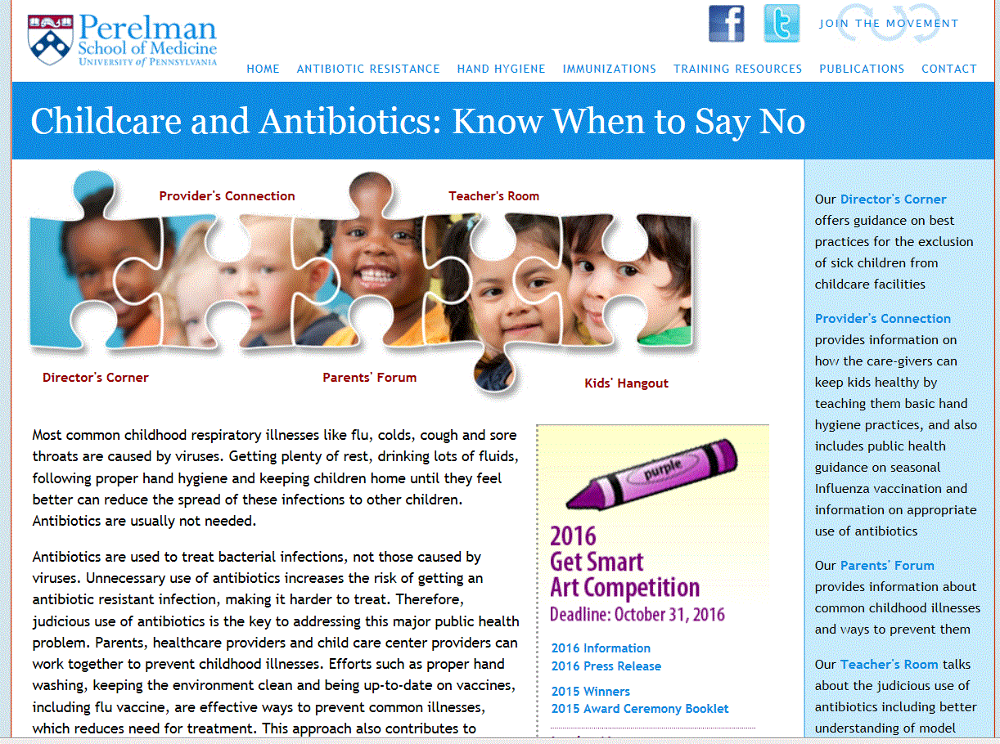 Perelman
School of Medicine
UNIVERSITY of PENNSYLVANIA
f
t
JOIN THE MOVEMENT
HOME ANTIBIOTIC RESISTANCE HAND HYGIENE IMMUNIZATIONS TRAINING RESOURCES PUBLICATIONS CONTACT
Childcare and Antibiotics: Know When to Say No
Provider's Connection
Teacher's Room
Director's Corner
Parents' Forum
Kids' Hangout
Most common childhood respiratory illnesses like flu, colds, cough and sore
throats are caused by viruses. Getting plenty of rest, drinking lots of fluids,
following proper hand hygiene and keeping children home until they feel
better can reduce the spread of these infections to other children.
Antibiotics are usually not needed.
Antibiotics are used to treat bacterial infections, not those caused by
viruses. Unnecessary use of antibiotics increases the risk of getting an
antibiotic resistant infection, making it harder to treat. Therefore,
judicious use of antibiotics is the key to addressing this major public health
problem. Parents, healthcare providers and child care center providers can
work together to prevent childhood illnesses. Efforts such as proper hand
washing, keeping the environment clean and being up-to-date on vaccines,
including flu vaccine, are effective ways to prevent common illnesses,
which reduces need for treatment. This approach also contributes to
purple
2016
Get Smart
Art Competition
Deadline: October 31, 2016
2016 Information
2016 Press Release
2015 Winners
2015 Award Ceremony Booklet
Our Director's Corner
offers guidance on best
practices for the exclusion
of sick children from
childcare facilities
Provider's Connection
provides information on
how the care-givers can
keep kids healthy by
teaching them basic hand
hygiene practices, and also
includes public health
guidance on seasonal
Influenza vaccination and
information on appropriate
use of antibiotics
Our Parents' Forum
provides information about
common childhood illnesses
and ways to prevent them
Our Teacher's Room talks
about the judicious use of
antibiotics including better
understanding of model